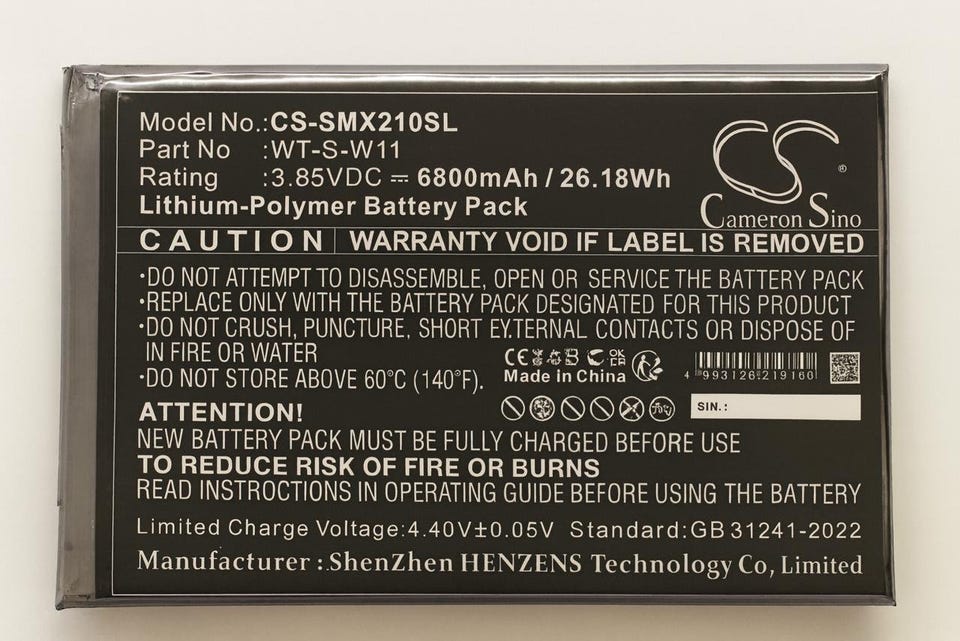 Model No.:CS-SMX210SL
Part No :WT-S-W11
Rating :3.85VDC ⎓ 6800mAh / 26.18Wh
Lithium-Polymer Battery Pack
CS ®
Cameron Sino
CAUTION | WARRANTY VOID IF LABEL IS REMOVED
·DO NOT ATTEMPT TO DISASSEMBLE, OPEN OR SERVICE THE BATTERY PACK
·REPLACE ONLY WITH THE BATTERY PACK DESIGNATED FOR THIS PRODUCT
·DO NOT CRUSH, PUNCTURE, SHORT EXTERNAL CONTACTS OR DISPOSE OF
IN FIRE OR WATER
·DO NOT STORE ABOVE 60°C (140°F).
CE
Made in China
4 993126 219160
SIN.:
ATTENTION!
NEW BATTERY PACK MUST BE FULLY CHARGED BEFORE USE
TO REDUCE RISK OF FIRE OR BURNS
READ INSTRUCTIONS IN OPERATING GUIDE BEFORE USING THE BATTERY
Limited Charge Voltage:4.40V±0.05V Standard:GB 31241-2022
Manufacturer :.ShenZhen HENZENS Technology Co, Limited